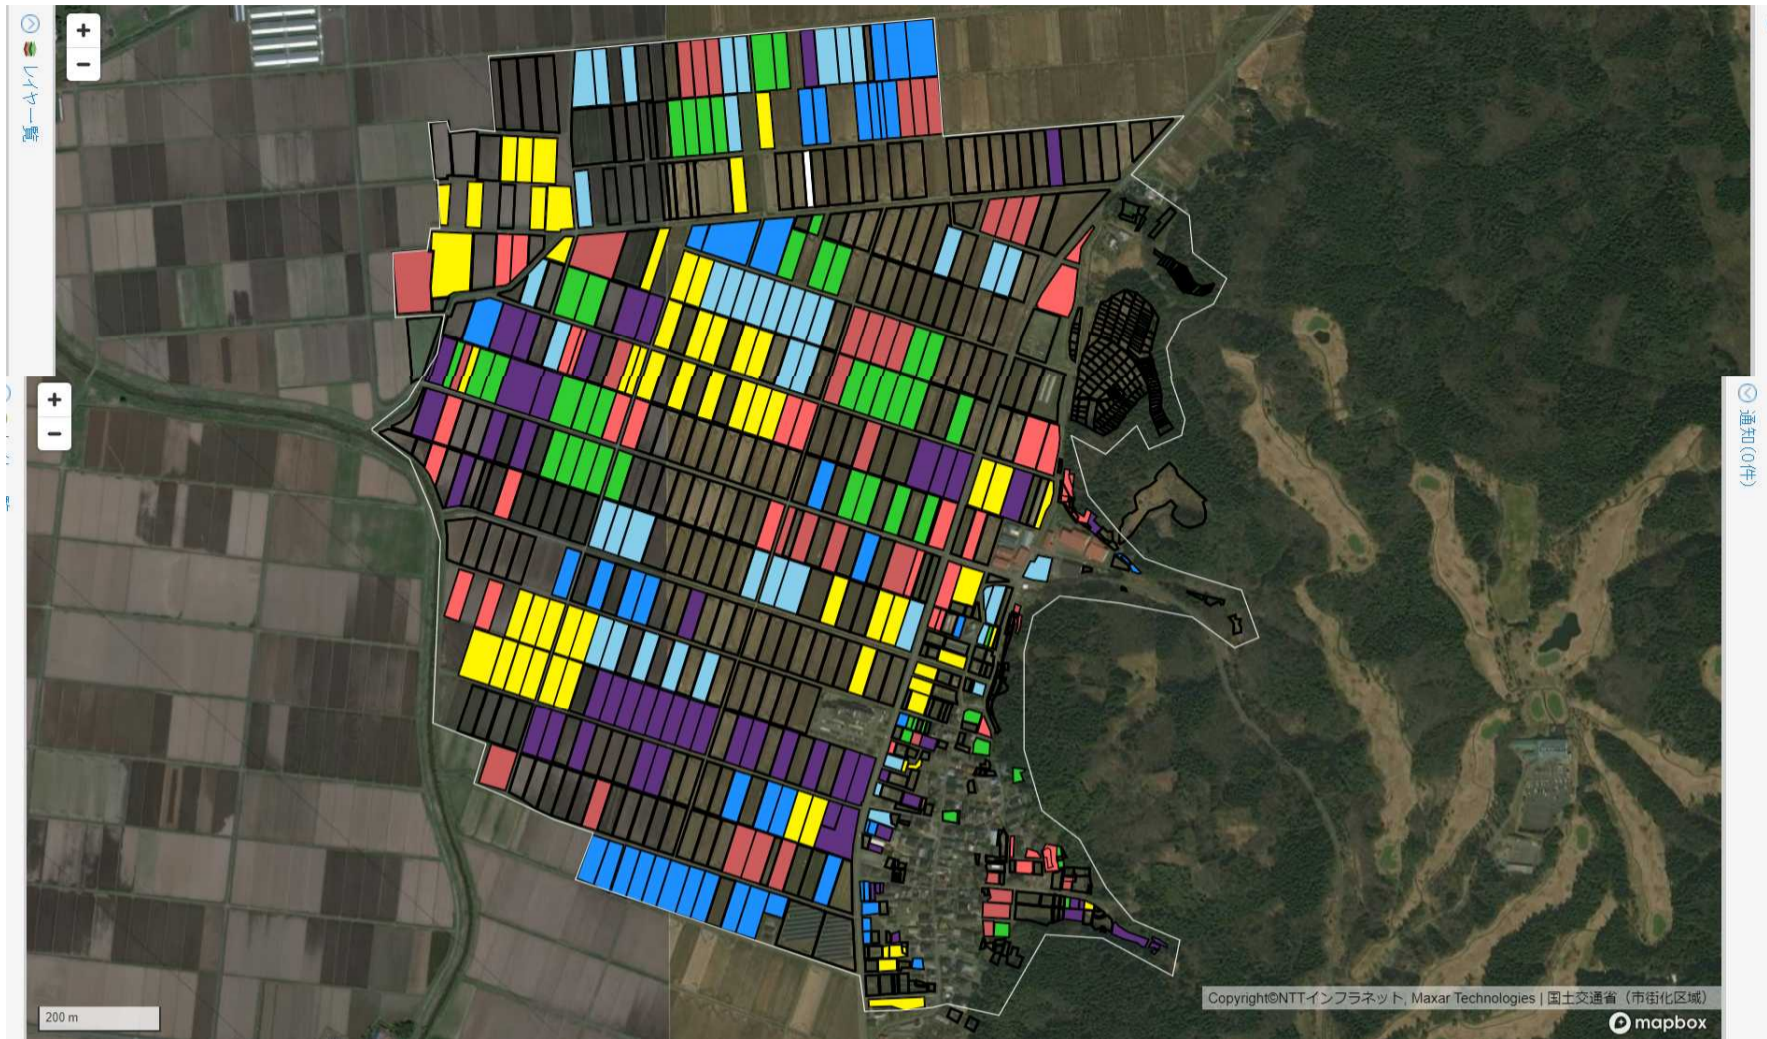 +
−
レイヤ一覧
+
−
通知(0件)
200 m
Copyright©NTTインフラネット, Maxar Technologies | 国土交通省（市街化区域）
mapbox